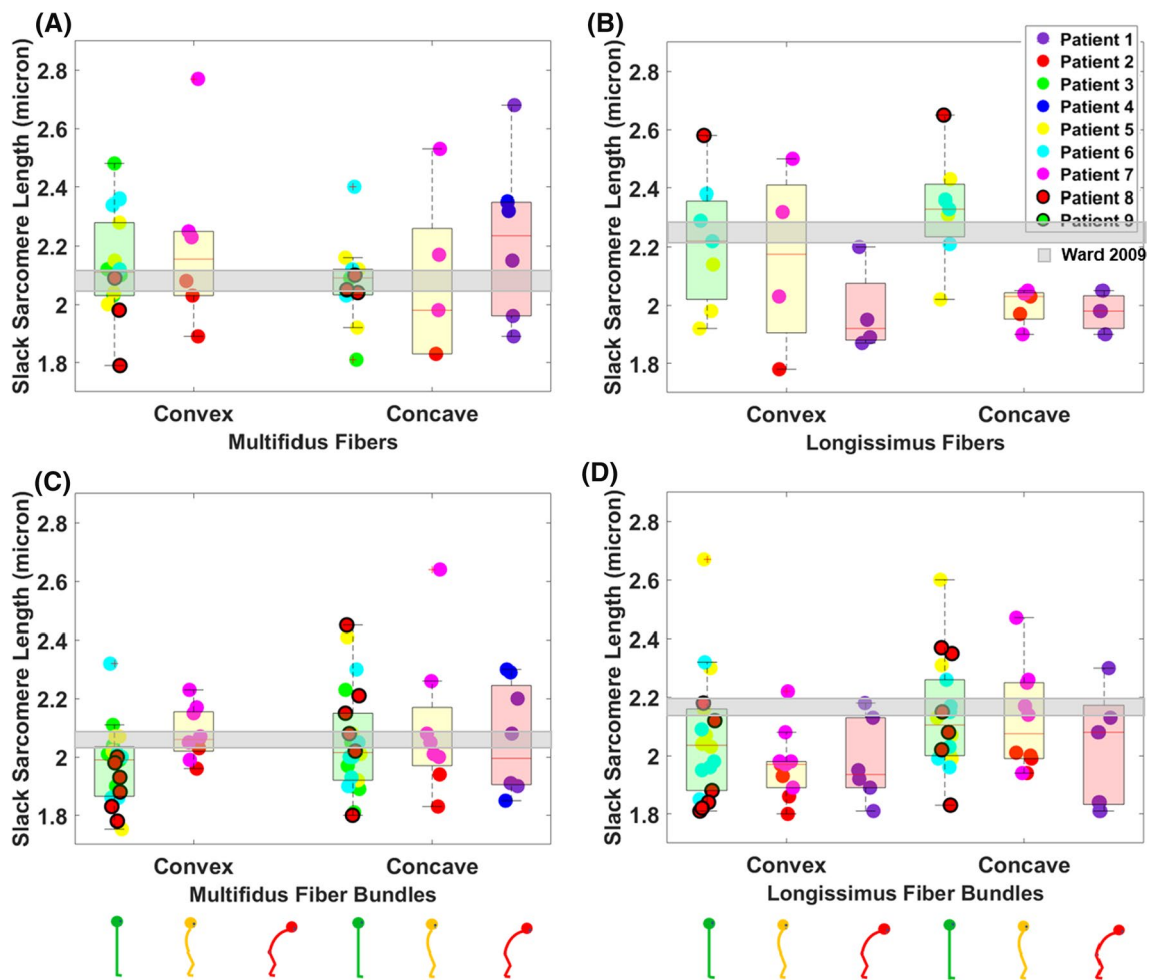 (A)
Slack Sarcomere Length (micron)
2.8
2.6
2.4
2.2
2
1.8
Convex
Concave
Multifidus Fibers
(B)
Slack Sarcomere Length (micron)
2.8
2.6
2.4
2.2
2
1.8
Patient 1
Patient 2
Patient 3
Patient 4
Patient 5
Patient 6
Patient 7
Patient 8
Patient 9
Ward 2009
Convex
Concave
Longissimus Fibers
(C)
Slack Sarcomere Length (micron)
2.8
2.6
2.4
2.2
2
1.8
Convex
Concave
Multifidus Fiber Bundles
(D)
Slack Sarcomere Length (micron)
2.8
2.6
2.4
2.2
2
1.8
Convex
Concave
Longissimus Fiber Bundles